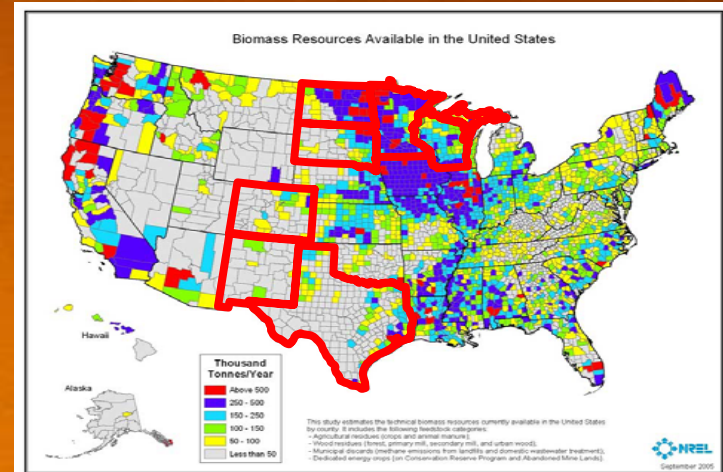 Biomass Resources Available in the United States
Hawaii
Alaska
Thousand
Tonnes/Year
Above 500
250 - 500
150 - 250
100 - 150
50 - 100
Less than 50
This study estimates the technical biomass resources currently available in the United States
by county. It includes the following feedstock categories:
- Agricultural residues (crops and animal manure);
- Wood residues (forest, primary mill, secondary mill, and urban wood);
- Municipal discards (methane emissions from landfills and domestic wastewater treatment);
- Dedicated energy crops (on Conservation Reserve Program and Abandoned Mine Lands).
NREL
September 2005